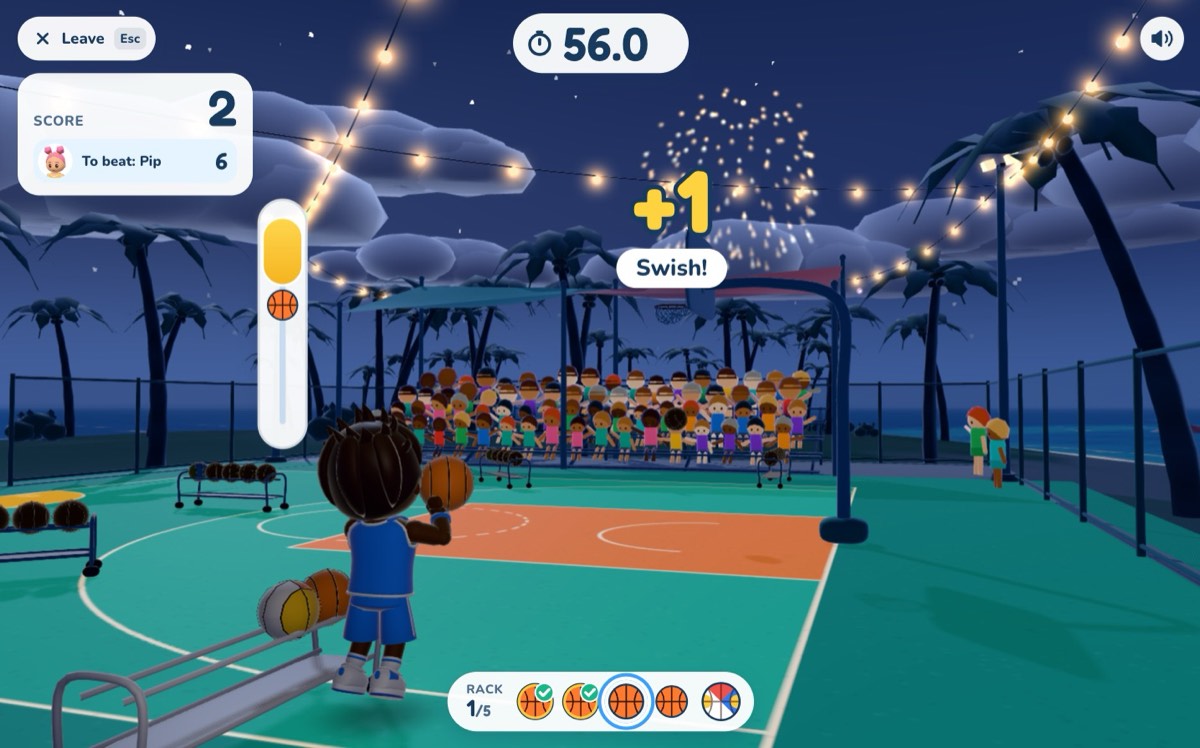 Leave Esc
56.0
SCORE 2
To beat: Pip 6
+1
Swish!
RACK
1/5